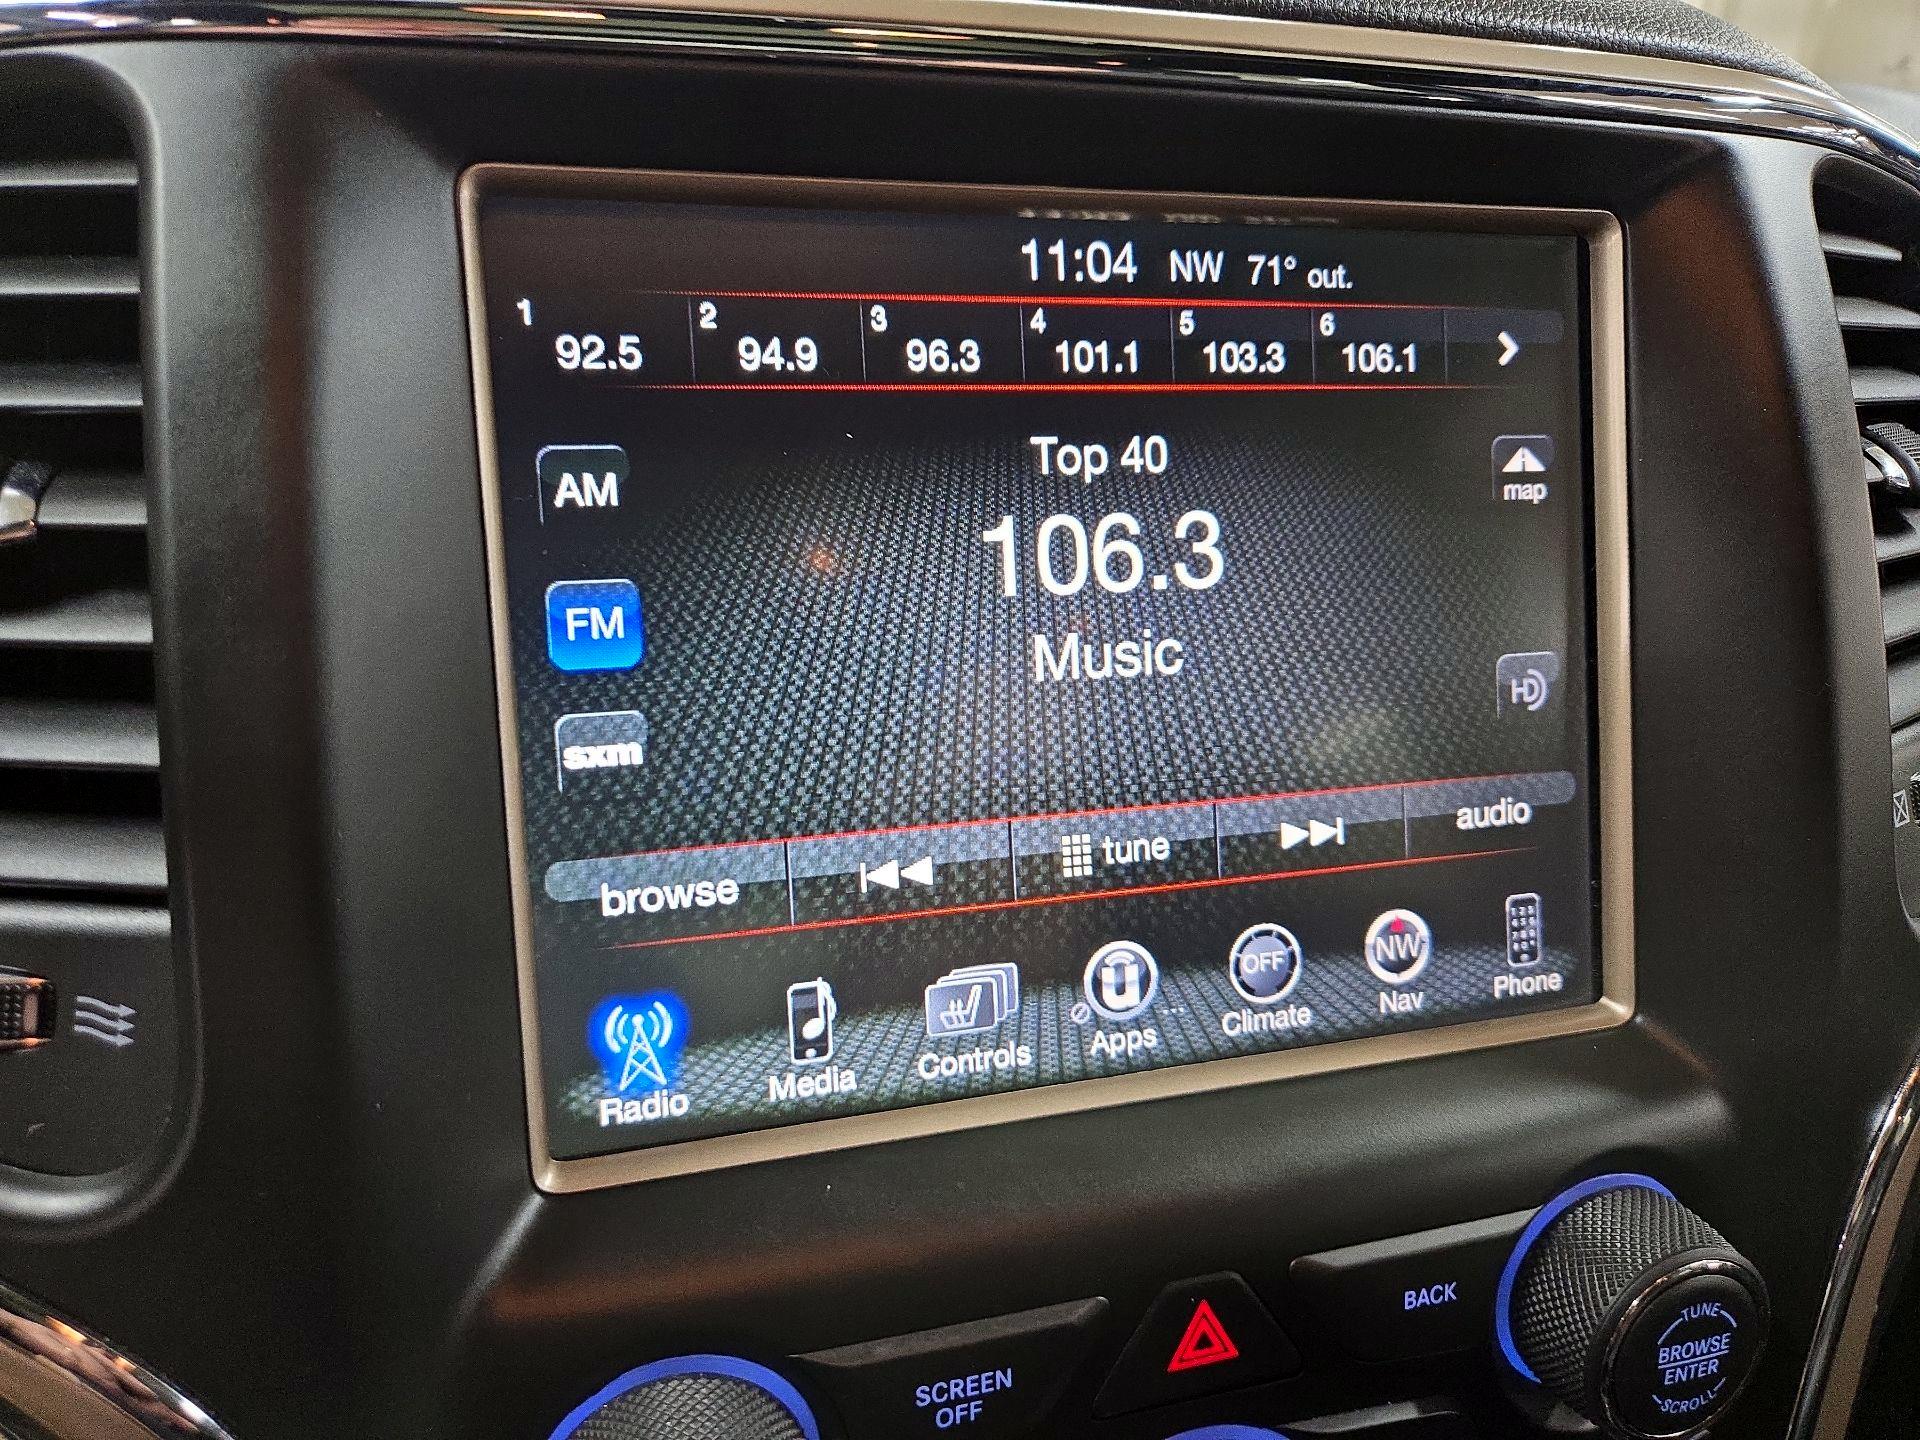 11:04 NW 71° out.
1 2 3 4 5 6
92.5 94.9 96.3 101.1 103.3 106.1
Top 40
AM
map
106.3
FM
Music
HD
sxm
browse tune audio
OFF
NW
Radio Media Controls Apps Climate Nav Phone
BACK
SCREEN
OFF
TUNE
BROWSE
ENTER
SCROLL